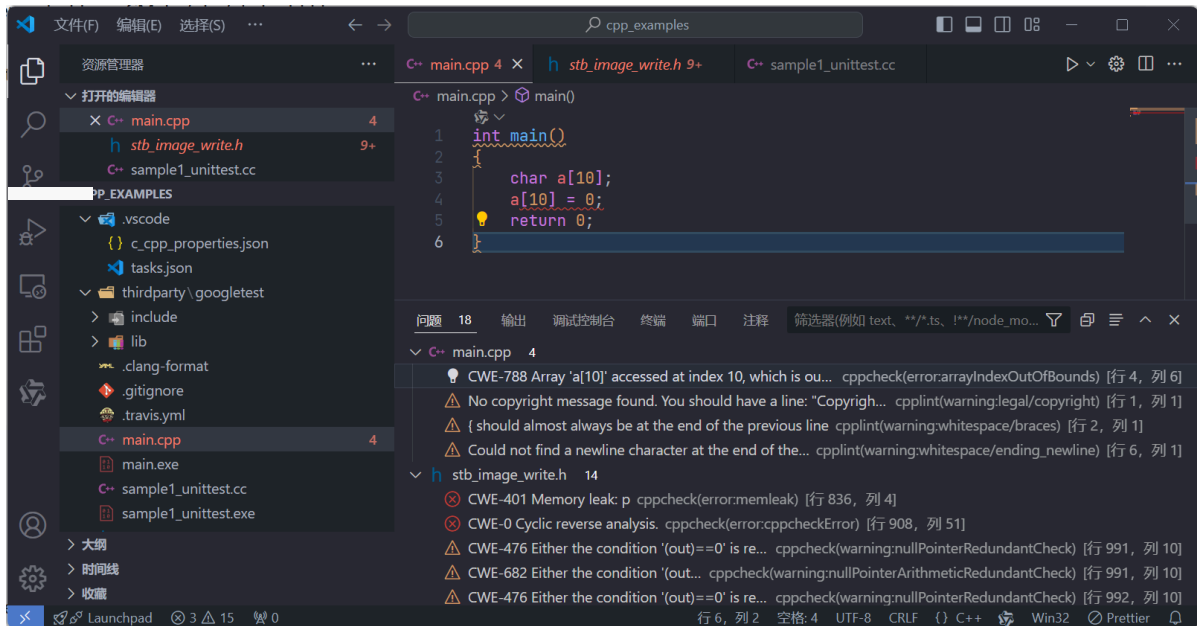 文件(F) 编辑(E) 选择(S) ··· cpp_examples
资源管理器 ···
main.cpp 4 stb_image_write.h 9+ sample1_unittest.cc
打开的编辑器
main.cpp 4
stb_image_write.h 9+
sample1_unittest.cc
PP_EXAMPLES
.vscode
{ } c_cpp_properties.json
tasks.json
thirdparty\googletest
include
lib
.clang-format
.gitignore
.travis.yml
main.cpp 4
main.exe
sample1_unittest.cc
sample1_unittest.exe
大纲
时间线
收藏
main.cpp > main()
1 int main()
2 {
3 char a[10];
4 a[10] = 0;
5 return 0;
6 }
问题 18 输出 调试控制台 终端 端口 注释 筛选器(例如 text、**/*.ts、!**/node_mo...
main.cpp 4
CWE-788 Array 'a[10]' accessed at index 10, which is ou... cppcheck(error:arrayIndexOutOfBounds) [行 4，列 6]
No copyright message found. You should have a line: "Copyrigh... cpplint(warning:legal/copyright) [行 1，列 1]
{ should almost always be at the end of the previous line cpplint(warning:whitespace/braces) [行 2，列 1]
Could not find a newline character at the end of the... cpplint(warning:whitespace/ending_newline) [行 6，列 1]
stb_image_write.h 14
CWE-401 Memory leak: p cppcheck(error:memleak) [行 836，列 4]
CWE-0 Cyclic reverse analysis. cppcheck(error:cppcheckError) [行 908，列 51]
CWE-476 Either the condition '(out)==0' is re... cppcheck(warning:nullPointerRedundantCheck) [行 991，列 10]
CWE-682 Either the condition '(out... cppcheck(warning:nullPointerArithmeticRedundantCheck) [行 991，列 10]
CWE-476 Either the condition '(out)==0' is re... cppcheck(warning:nullPointerRedundantCheck) [行 992，列 10]
Launchpad 3 15 0 行 6，列 2 空格: 4 UTF-8 CRLF { } C++ Win32 Prettier